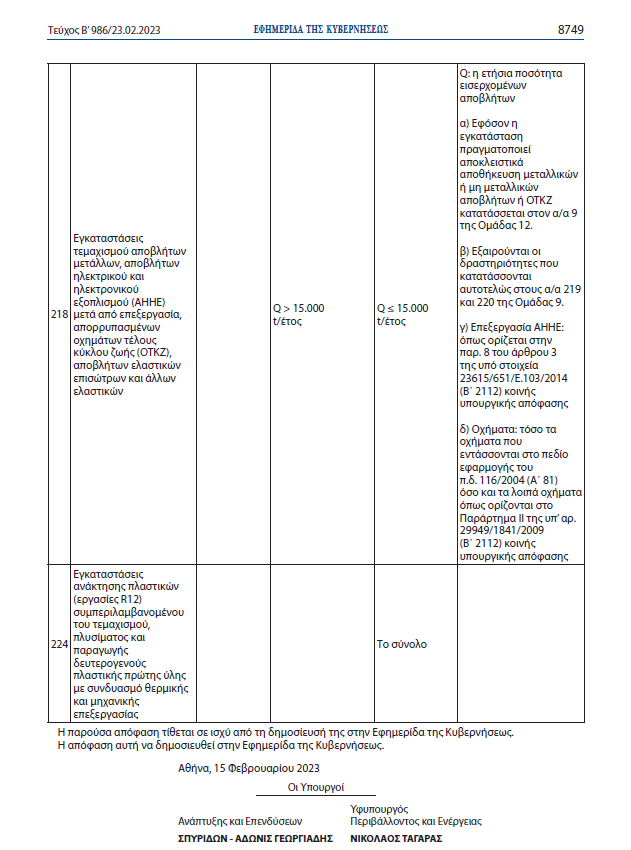 Τεύχος Β’ 986/23.02.2023
ΕΦΗΜΕΡΙΔΑ ΤΗΣ ΚΥΒΕΡΝΗΣΕΩΣ
8749
218
Εγκαταστάσεις
τεμαχισμού αποβλήτων
μετάλλων, αποβλήτων
ηλεκτρικού και
ηλεκτρονικού
εξοπλισμού (ΑΗΗΕ)
μετά από επεξεργασία,
απορρυπασμένων
οχημάτων τέλους
κύκλου ζωής (ΟΤΚΖ),
αποβλήτων ελαστικών
επισώτρων και άλλων
ελαστικών
Q > 15.000
t/έτος
Q ≤ 15.000
t/έτος
Q: η ετήσια ποσότητα
εισερχομένων
αποβλήτων
α) Εφόσον η
εγκατάσταση
πραγματοποιεί
αποκλειστικά
αποθήκευση μεταλλικών
ή μη μεταλλικών
αποβλήτων ή ΟΤΚΖ
κατατάσσεται στον α/α 9
της Ομάδας 12.
β) Εξαιρούνται οι
δραστηριότητες που
κατατάσσονται
αυτοτελώς στους α/α 219
και 220 της Ομάδας 9.
γ) Επεξεργασία ΑΗΗΕ:
όπως ορίζεται στην
παρ. 8 του άρθρου 3
της υπό στοιχεία
23615/651/Ε.103/2014
(Β΄ 2112) κοινής
υπουργικής απόφασης
δ) Οχήματα: τόσο τα
οχήματα που
εντάσσονται στο πεδίο
εφαρμογής του
π.δ. 116/2004 (Α΄ 81)
όσο και τα λοιπά οχήματα
όπως ορίζονται στο
Παράρτημα ΙΙ της υπ’ αρ.
29949/1841/2009
(Β΄ 2112) κοινής
υπουργικής απόφασης
224
Εγκαταστάσεις
ανάκτησης πλαστικών
(εργασίες R12)
συμπεριλαμβανομένου
του τεμαχισμού,
πλυσίματος και
παραγωγής
δευτερογενούς
πλαστικής πρώτης ύλης
με συνδυασμό θερμικής
και μηχανικής
επεξεργασίας
Το σύνολο
Η παρούσα απόφαση τίθεται σε ισχύ από τη δημοσίευσή της στην Εφημερίδα της Κυβερνήσεως.
Η απόφαση αυτή να δημοσιευθεί στην Εφημερίδα της Κυβερνήσεως.
Αθήνα, 15 Φεβρουαρίου 2023
Οι Υπουργοί
Ανάπτυξης και Επενδύσεων
Υφυπουργός
Περιβάλλοντος και Ενέργειας
ΣΠΥΡΙΔΩΝ - ΑΔΩΝΙΣ ΓΕΩΡΓΙΑΔΗΣ
ΝΙΚΟΛΑΟΣ ΤΑΓΑΡΑΣ